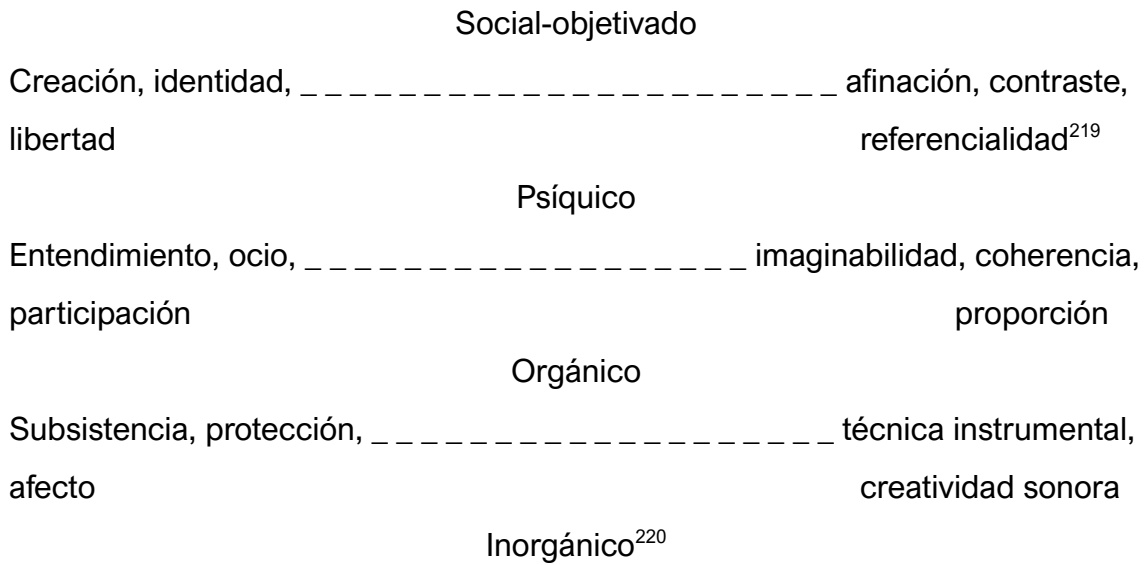 Social-objetivado
Creación, identidad, _ _ _ _ _ _ _ _ _ _ _ _ _ _ _ _ _ _ _ _ _ _ afinación, contraste,
libertad referencialidad219
Psíquico
Entendimiento, ocio, _ _ _ _ _ _ _ _ _ _ _ _ _ _ _ _ _ _ imaginabilidad, coherencia,
participación proporción
Orgánico
Subsistencia, protección, _ _ _ _ _ _ _ _ _ _ _ _ _ _ _ _ _ _ _ técnica instrumental,
afecto creatividad sonora
Inorgánico220